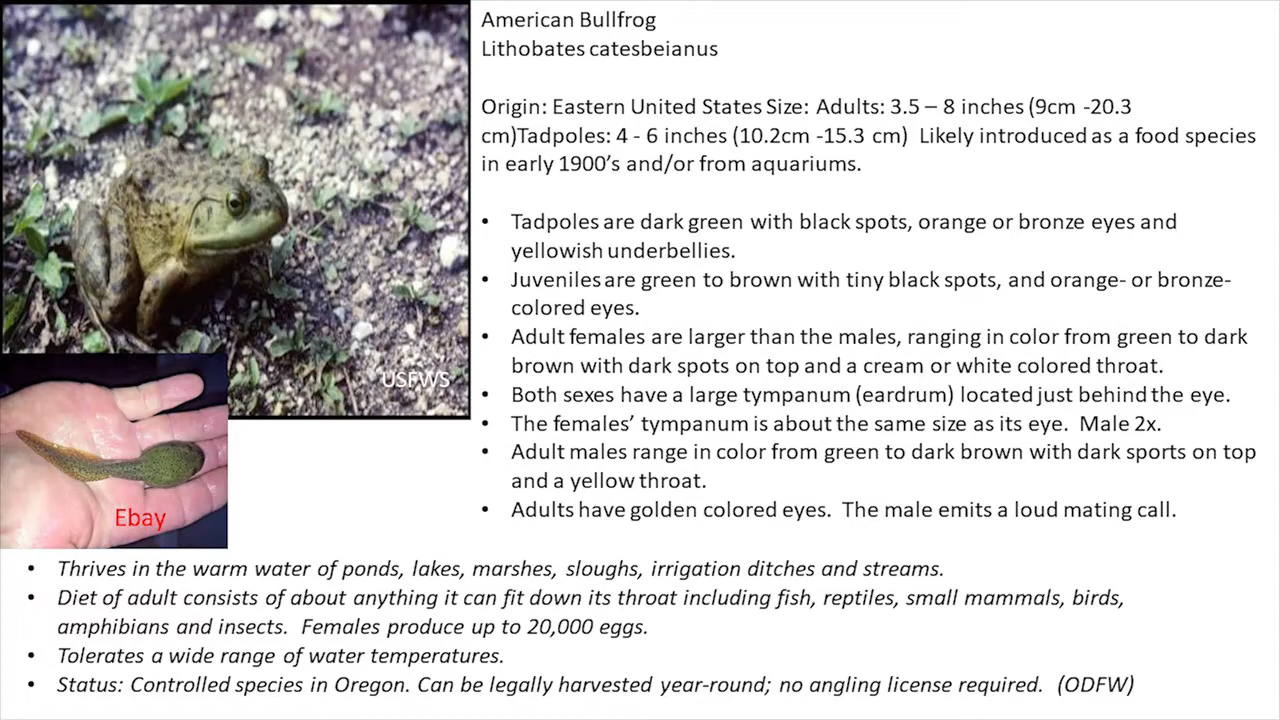 American Bullfrog
Lithobates catesbeianus
Origin: Eastern United States Size: Adults: 3.5 – 8 inches (9cm -20.3
cm)Tadpoles: 4 - 6 inches (10.2cm -15.3 cm)  Likely introduced as a food species
in early 1900’s and/or from aquariums.
• Tadpoles are dark green with black spots, orange or bronze eyes and
yellowish underbellies.
• Juveniles are green to brown with tiny black spots, and orange- or bronze-
colored eyes.
• Adult females are larger than the males, ranging in color from green to dark
brown with dark spots on top and a cream or white colored throat.
• Both sexes have a large tympanum (eardrum) located just behind the eye.
• The females’ tympanum is about the same size as its eye.  Male 2x.
• Adult males range in color from green to dark brown with dark sports on top
and a yellow throat.
• Adults have golden colored eyes.  The male emits a loud mating call.
USFWS
Ebay
• Thrives in the warm water of ponds, lakes, marshes, sloughs, irrigation ditches and streams.
• Diet of adult consists of about anything it can fit down its throat including fish, reptiles, small mammals, birds,
amphibians and insects.  Females produce up to 20,000 eggs.
• Tolerates a wide range of water temperatures.
• Status: Controlled species in Oregon. Can be legally harvested year-round; no angling license required.  (ODFW)